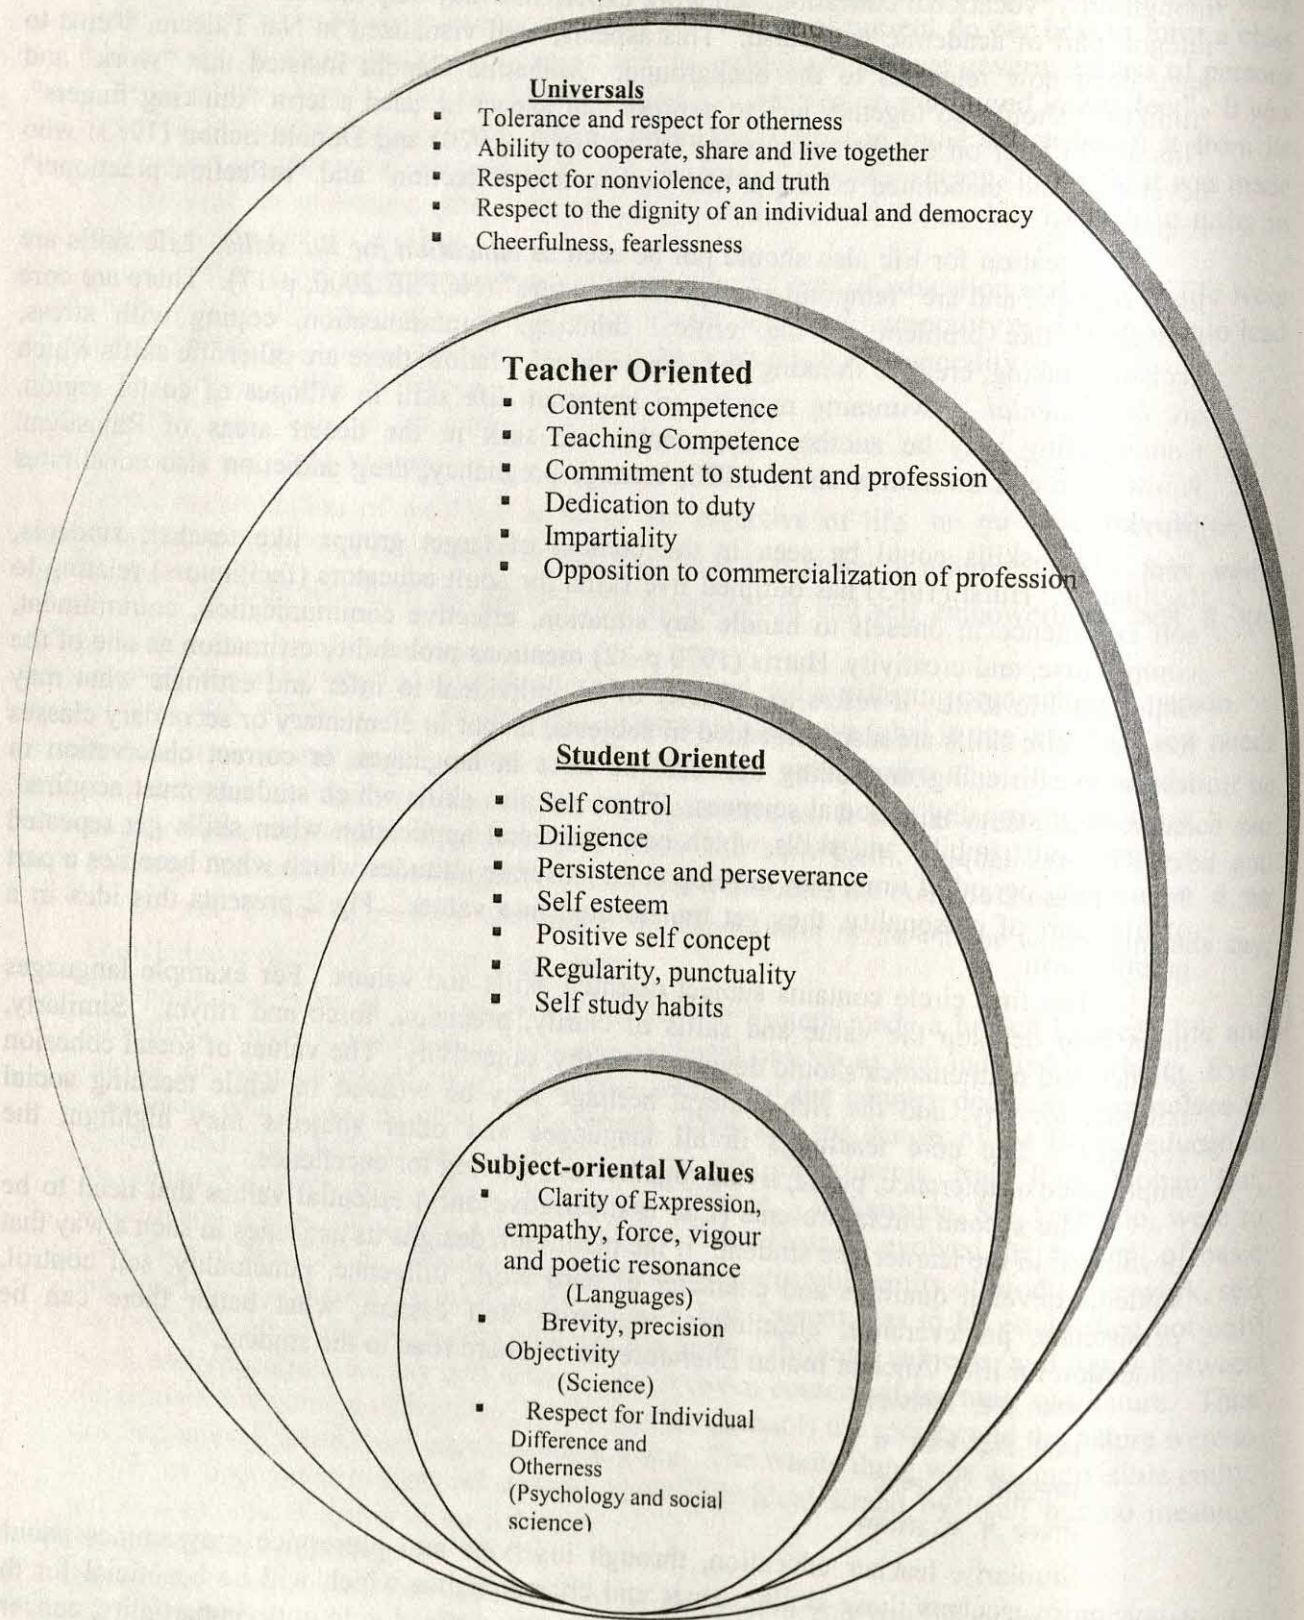 Universals
▪ Tolerance and respect for otherness
▪ Ability to cooperate, share and live together
▪ Respect for nonviolence, and truth
▪ Respect to the dignity of an individual and democracy
▪ Cheerfulness, fearlessness
Teacher Oriented
▪ Content competence
▪ Teaching Competence
▪ Commitment to student and profession
▪ Dedication to duty
▪ Impartiality
▪ Opposition to commercialization of profession
Student Oriented
▪ Self control
▪ Diligence
▪ Persistence and perseverance
▪ Self esteem
▪ Positive self concept
▪ Regularity, punctuality
▪ Self study habits
Subject-oriental Values
▪ Clarity of Expression,
empathy, force, vigour
and poetic resonance
(Languages)
▪ Brevity, precision
Objectivity
(Science)
▪ Respect for Individual
Difference and
Otherness
(Psychology and social
science)